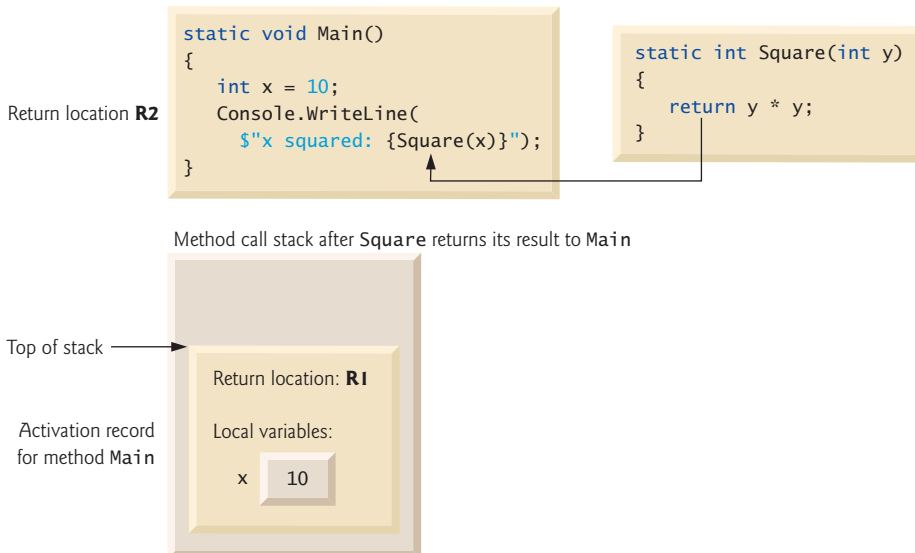 static void Main()
{
int x = 10;
Return location R2
Console.WriteLine(
$"x squared: {Square(x)}");
}
static int Square(int y)
{
return y * y;
}
Method call stack after Square returns its result to Main
Top of stack
Return location: R1
Activation record
for method Main
Local variables:
x 10